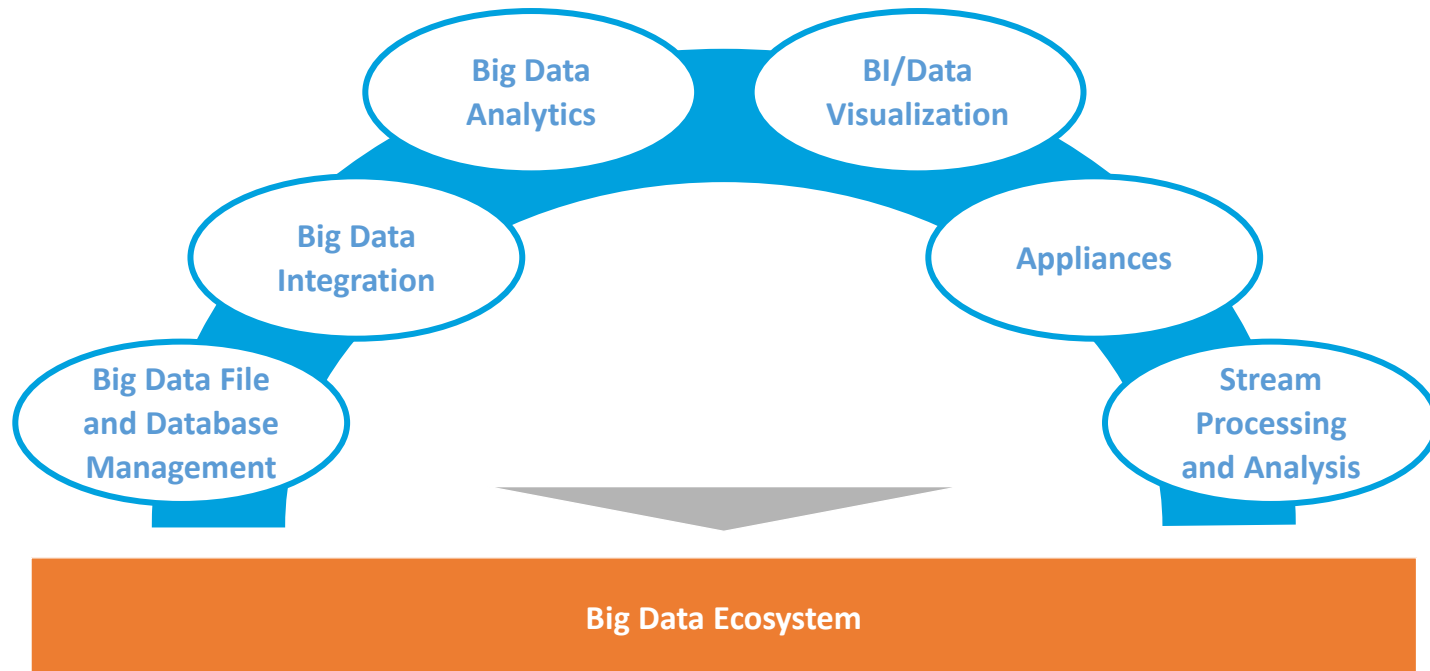 Big Data
Analytics
BI/Data
Visualization
Big Data
Integration
Appliances
Big Data File
and Database
Management
Stream
Processing
and Analysis
Big Data Ecosystem